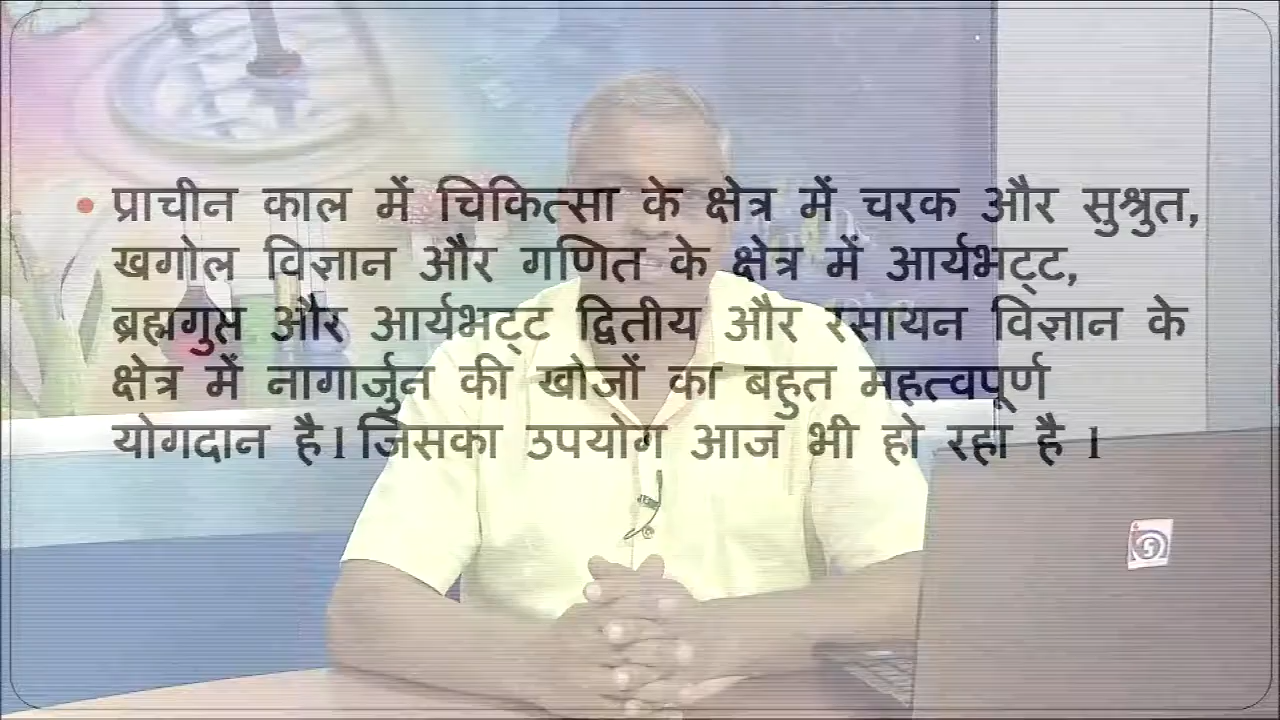 • प्राचीन काल में चिकित्सा के क्षेत्र में चरक और सुश्रुत,
खगोल विज्ञान और गणित के क्षेत्र में आर्यभट्ट,
ब्रह्मगुप्त और आर्यभट्ट द्वितीय और रसायन विज्ञान के
क्षेत्र में नागार्जुन की खोजों का बहुत महत्वपूर्ण
योगदान है। जिसका उपयोग आज भी हो रहा है ।